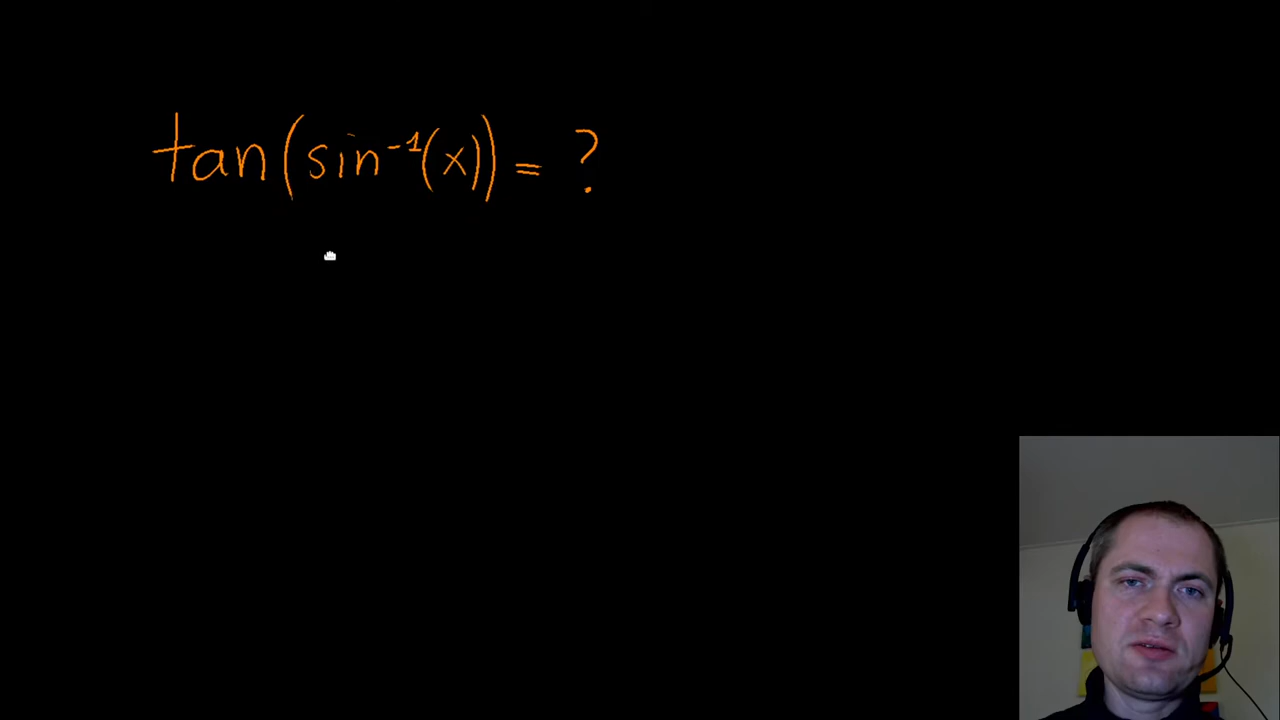 tan(sin⁻¹(x)) = ?